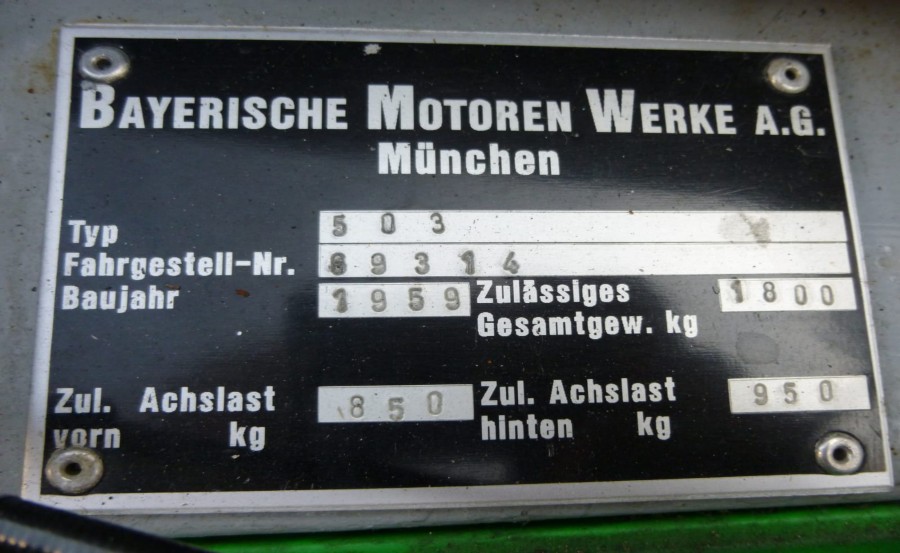 BAYERISCHE MOTOREN WERKE A.G.
München
Typ 503
Fahrgestell-Nr. 69314
Baujahr 1959 Zulässiges Gesamtgew. kg 1800
Zul. Achslast vorn kg 850 Zul. Achslast hinten kg 950